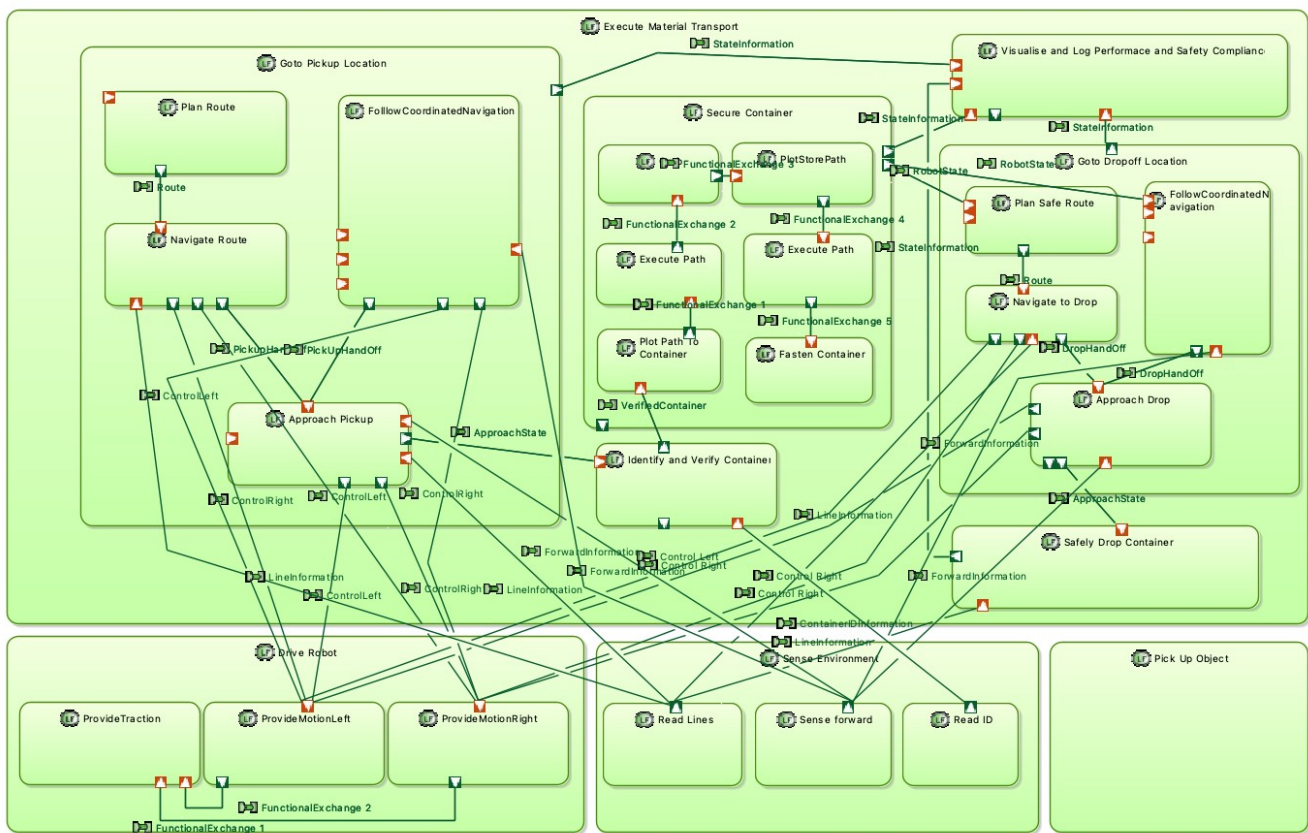 Execute Material Transport
StateInformation
Visualise and Log Performace and Safety Complianc
Goto Pickup Location
Plan Route
FollowCoordinatedNavigation
Secure Container
StateInformation
StateInformation
PlotStorePath
FunctionalExchange 3
RobotState
RobotState
Goto Dropoff Location
Route
Plan Safe Route
FollowCoordinatedN
avigation
FunctionalExchange 2
FunctionalExchange 4
Navigate Route
Execute Path
Execute Path
StateInformation
Route
FunctionalExchange 1
Navigate to Drop
FunctionalExchange 5
PickUpHandOff
Plot Path To
Container
Fasten Container
DropHandOff
DropHandOff
ControlLeft
VerifiedContainer
Approach Drop
Approach Pickup
ApproachState
ForwardInformation
Identify and Verify Container
ControlRight
ControlLeft
ControlRight
ApproachState
LineInformation
Safely Drop Container
ForwardInformation
Control Left
Control Right
ForwardInformation
LineInformation
Control Right
ForwardInformation
ControlLeft
ControlRigh
LineInformation
Control Right
ContainerIDInformation
LineInformation
Drive Robot
Sense Environment
Pick Up Object
ProvideTraction
ProvideMotionLeft
ProvideMotionRight
Read Lines
Sense forward
Read ID
FunctionalExchange 2
FunctionalExchange 1